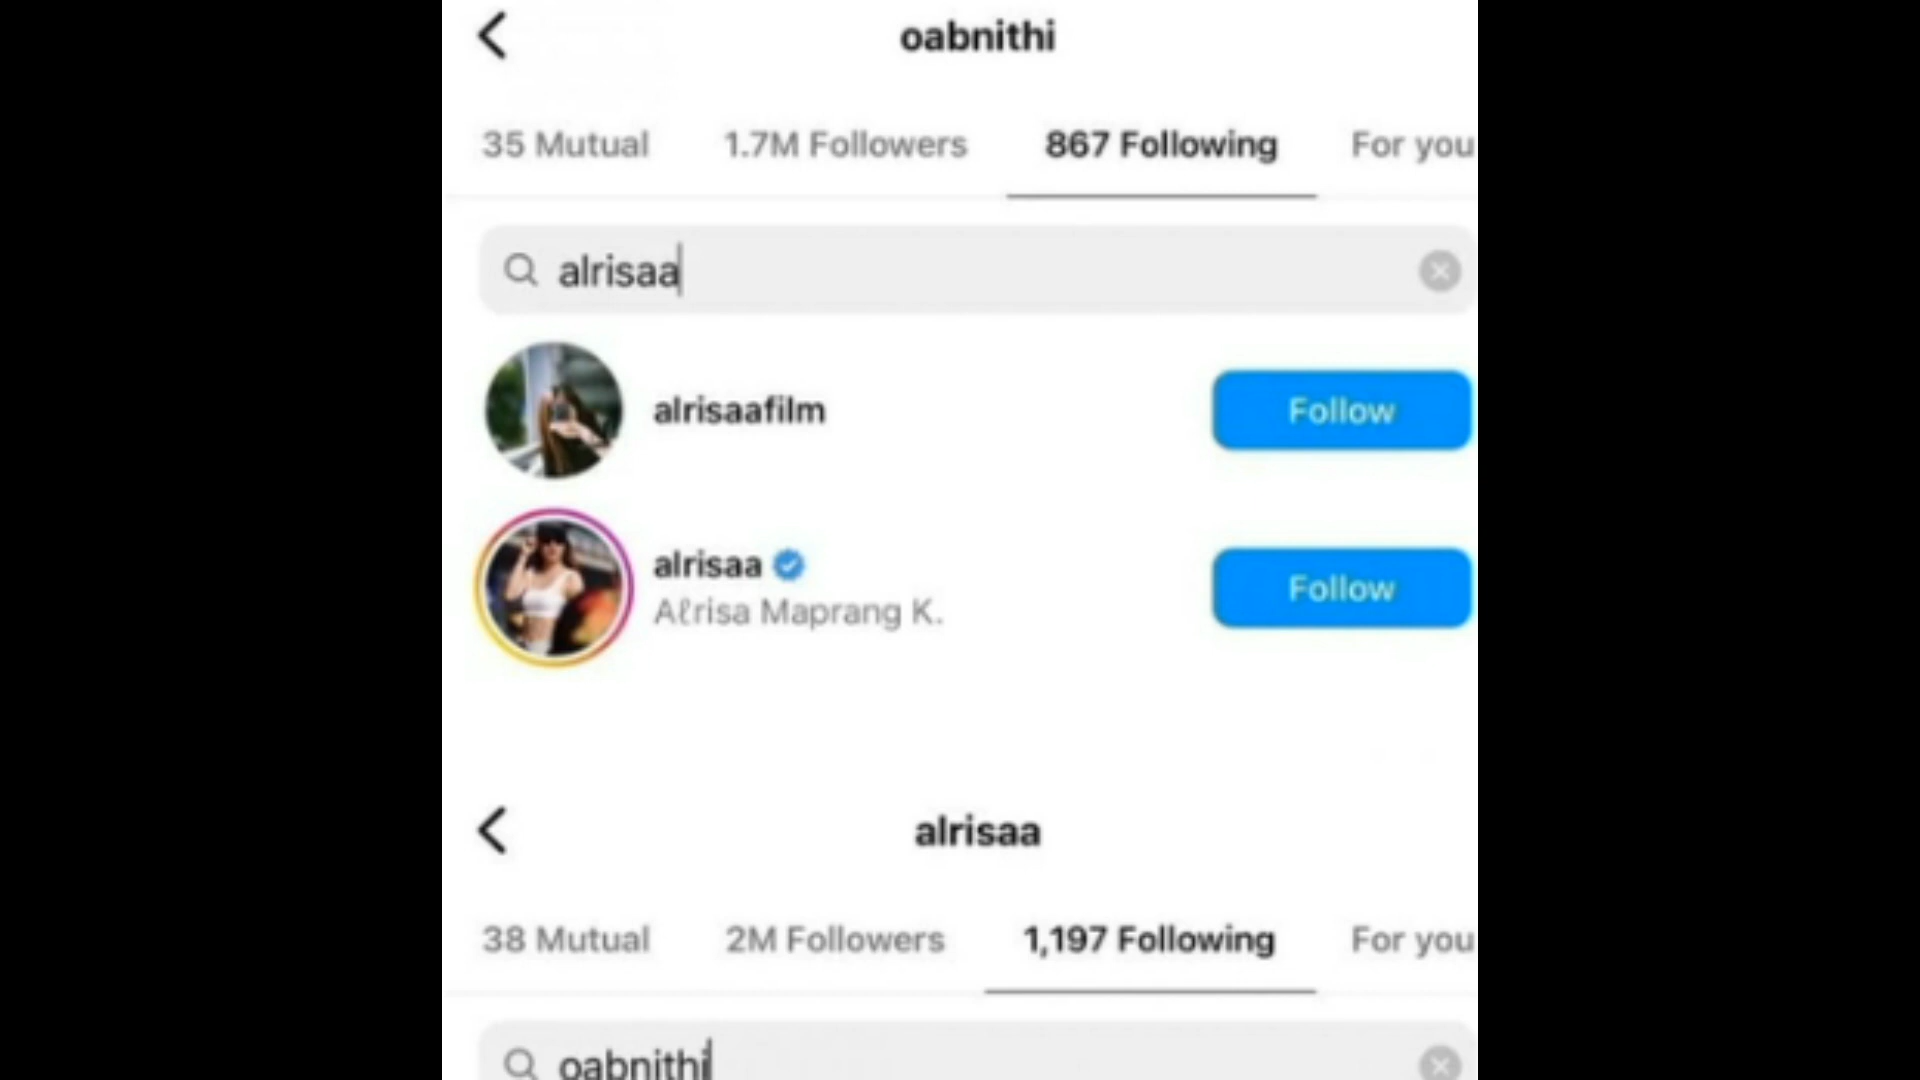 oabnithi
35 Mutual 1.7M Followers 867 Following For you
alrisaa
alrisaafilm Follow
alrisaa
Aℓrisa Maprang K. Follow
alrisaa
38 Mutual 2M Followers 1,197 Following For you
oabnithi